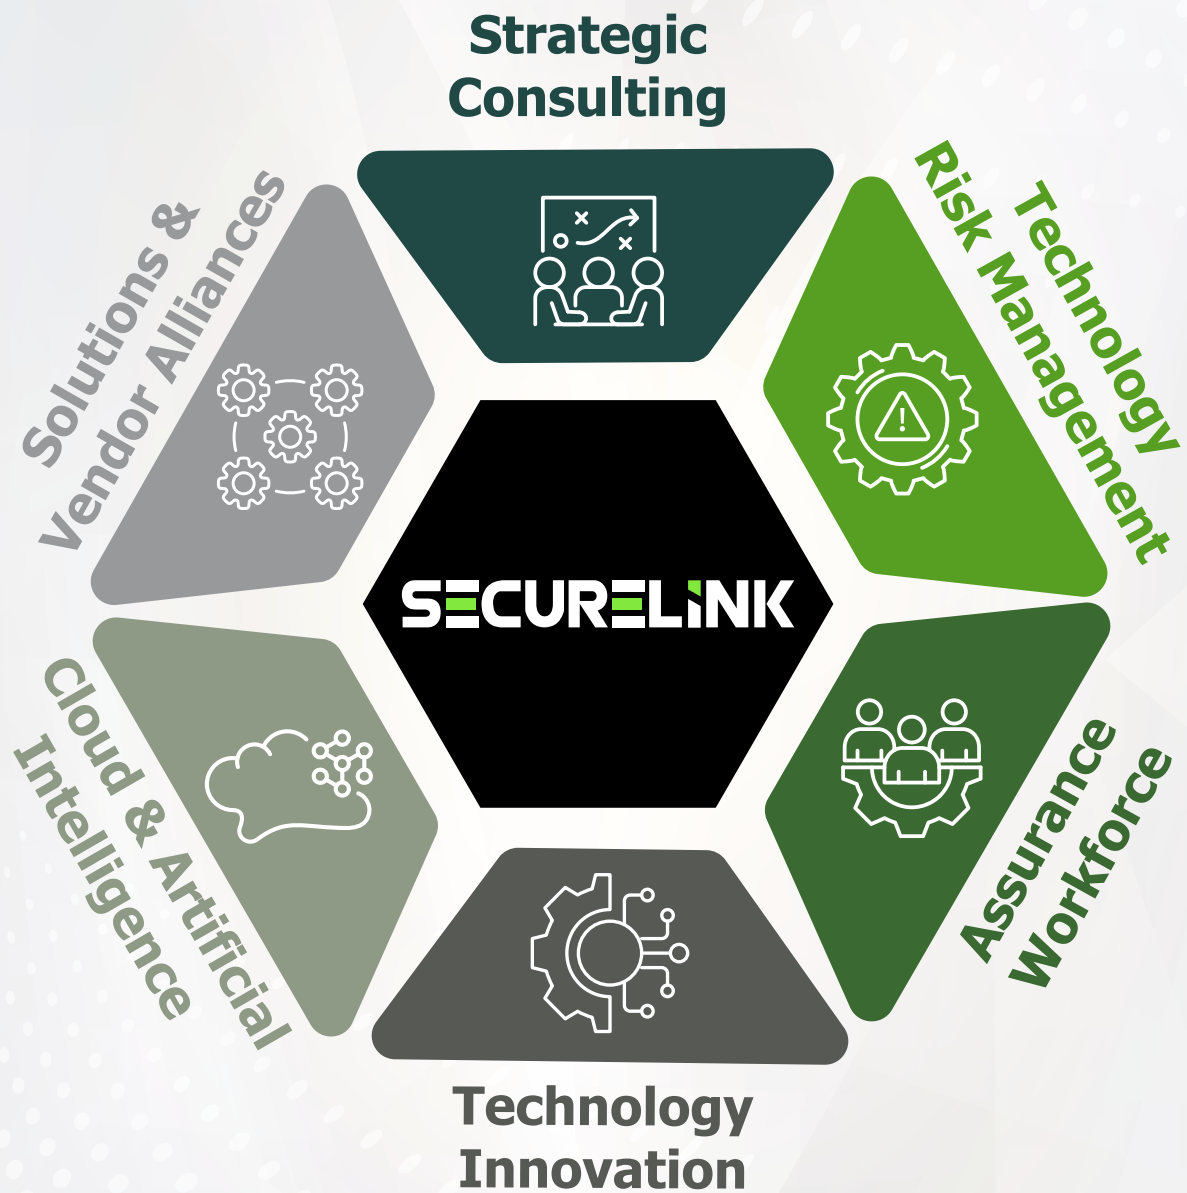 Strategic
Consulting
Technology
Risk Management
Assurance
Workforce
Technology
Innovation
Cloud & Artificial
Intelligence
Solutions &
Vendor Alliances
SECURELINK